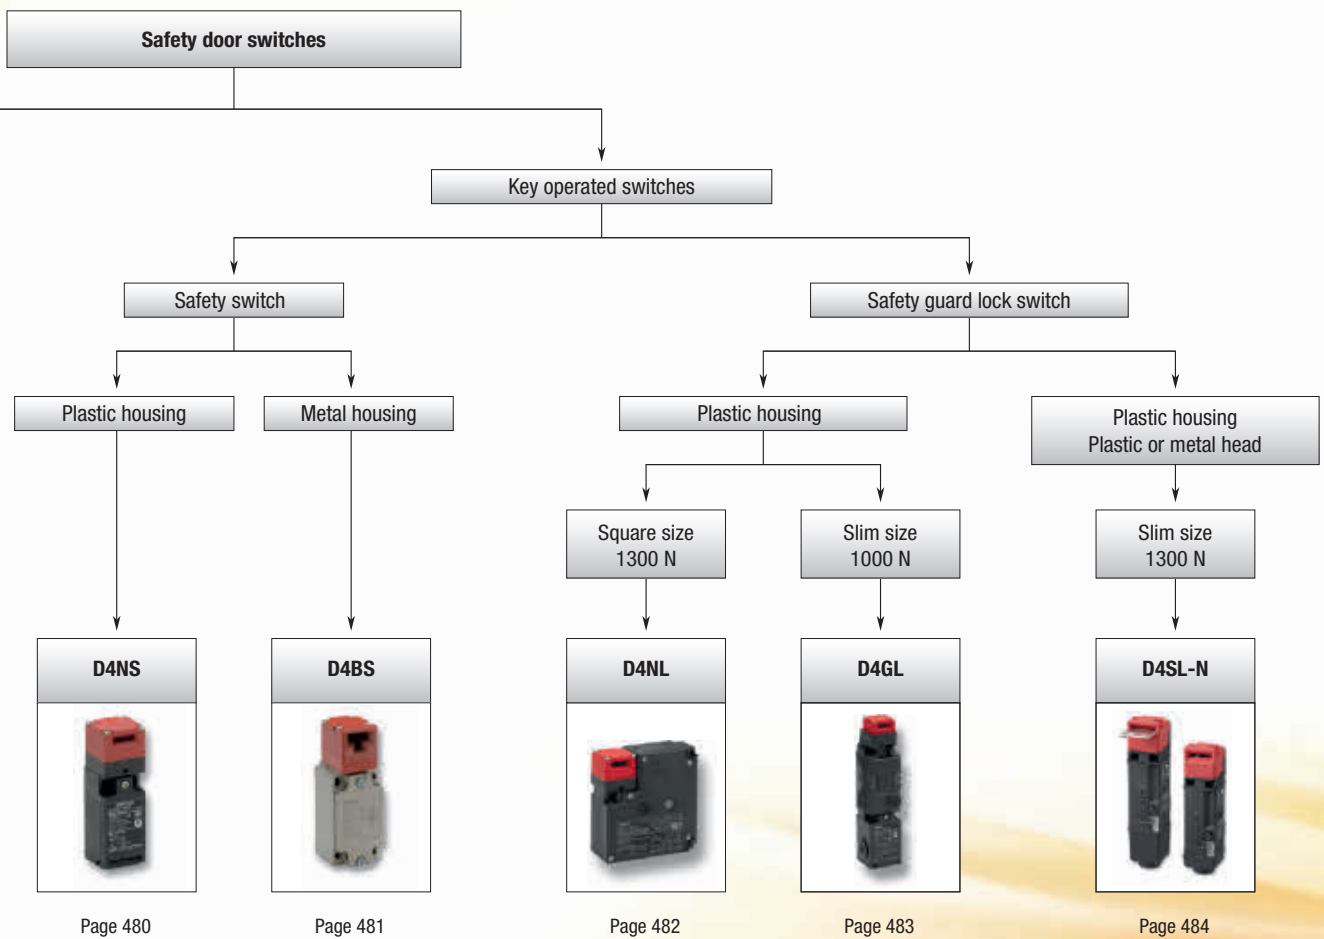 Safety door switches
Key operated switches
Safety switch
Safety guard lock switch
Plastic housing
Metal housing
Plastic housing
Plastic housing
Plastic or metal head
Square size
1300 N
Slim size
1000 N
Slim size
1300 N
D4NS
D4BS
D4NL
D4GL
D4SL-N
Page 480
Page 481
Page 482
Page 483
Page 484